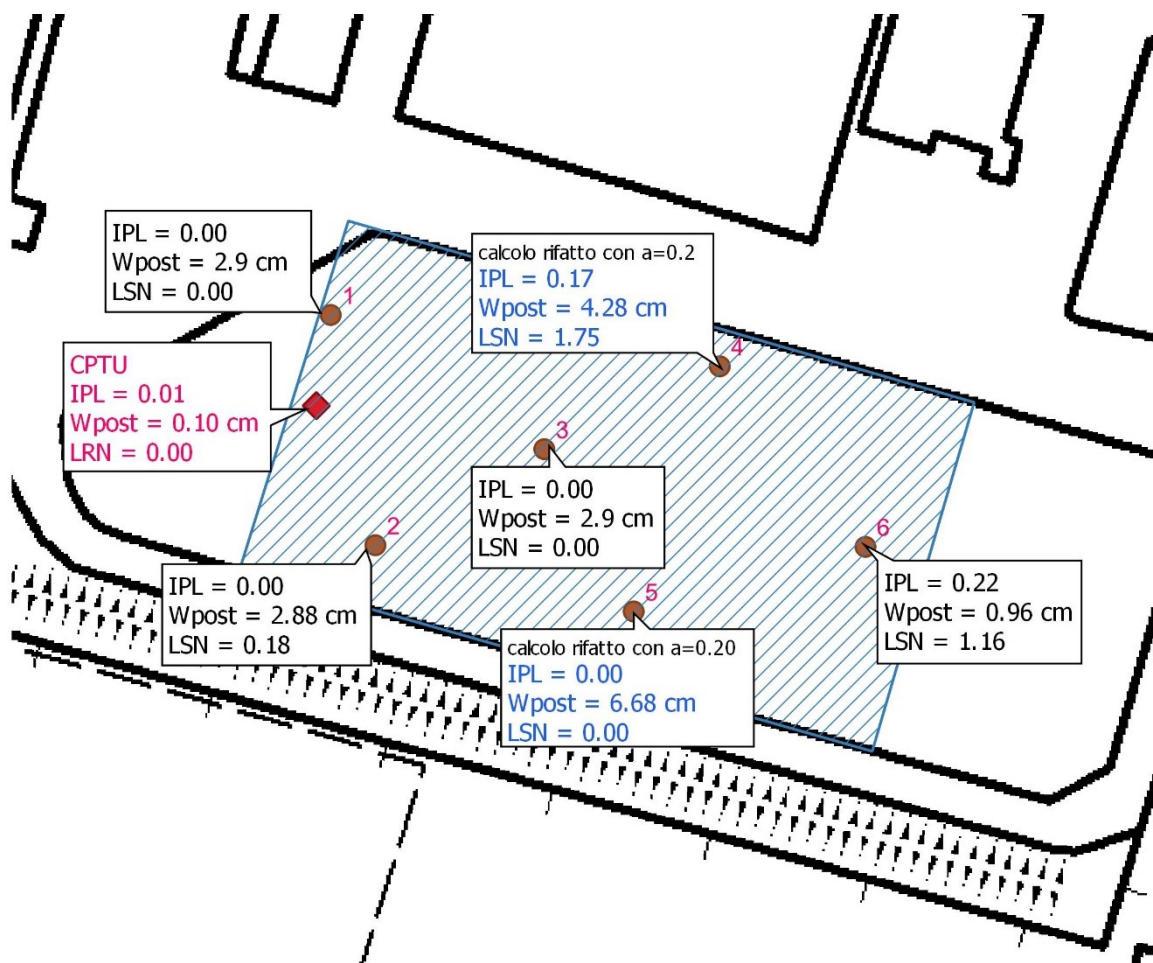 IPL = 0.00
Wpost = 2.9 cm
LSN = 0.00
1
calcolo rifatto con a=0.2
IPL = 0.17
Wpost = 4.28 cm
LSN = 1.75
4
CPTU
IPL = 0.01
Wpost = 0.10 cm
LRN = 0.00
3
IPL = 0.00
Wpost = 2.9 cm
LSN = 0.00
2
IPL = 0.00
Wpost = 2.88 cm
LSN = 0.18
6
IPL = 0.22
Wpost = 0.96 cm
LSN = 1.16
5
calcolo rifatto con a=0.20
IPL = 0.00
Wpost = 6.68 cm
LSN = 0.00